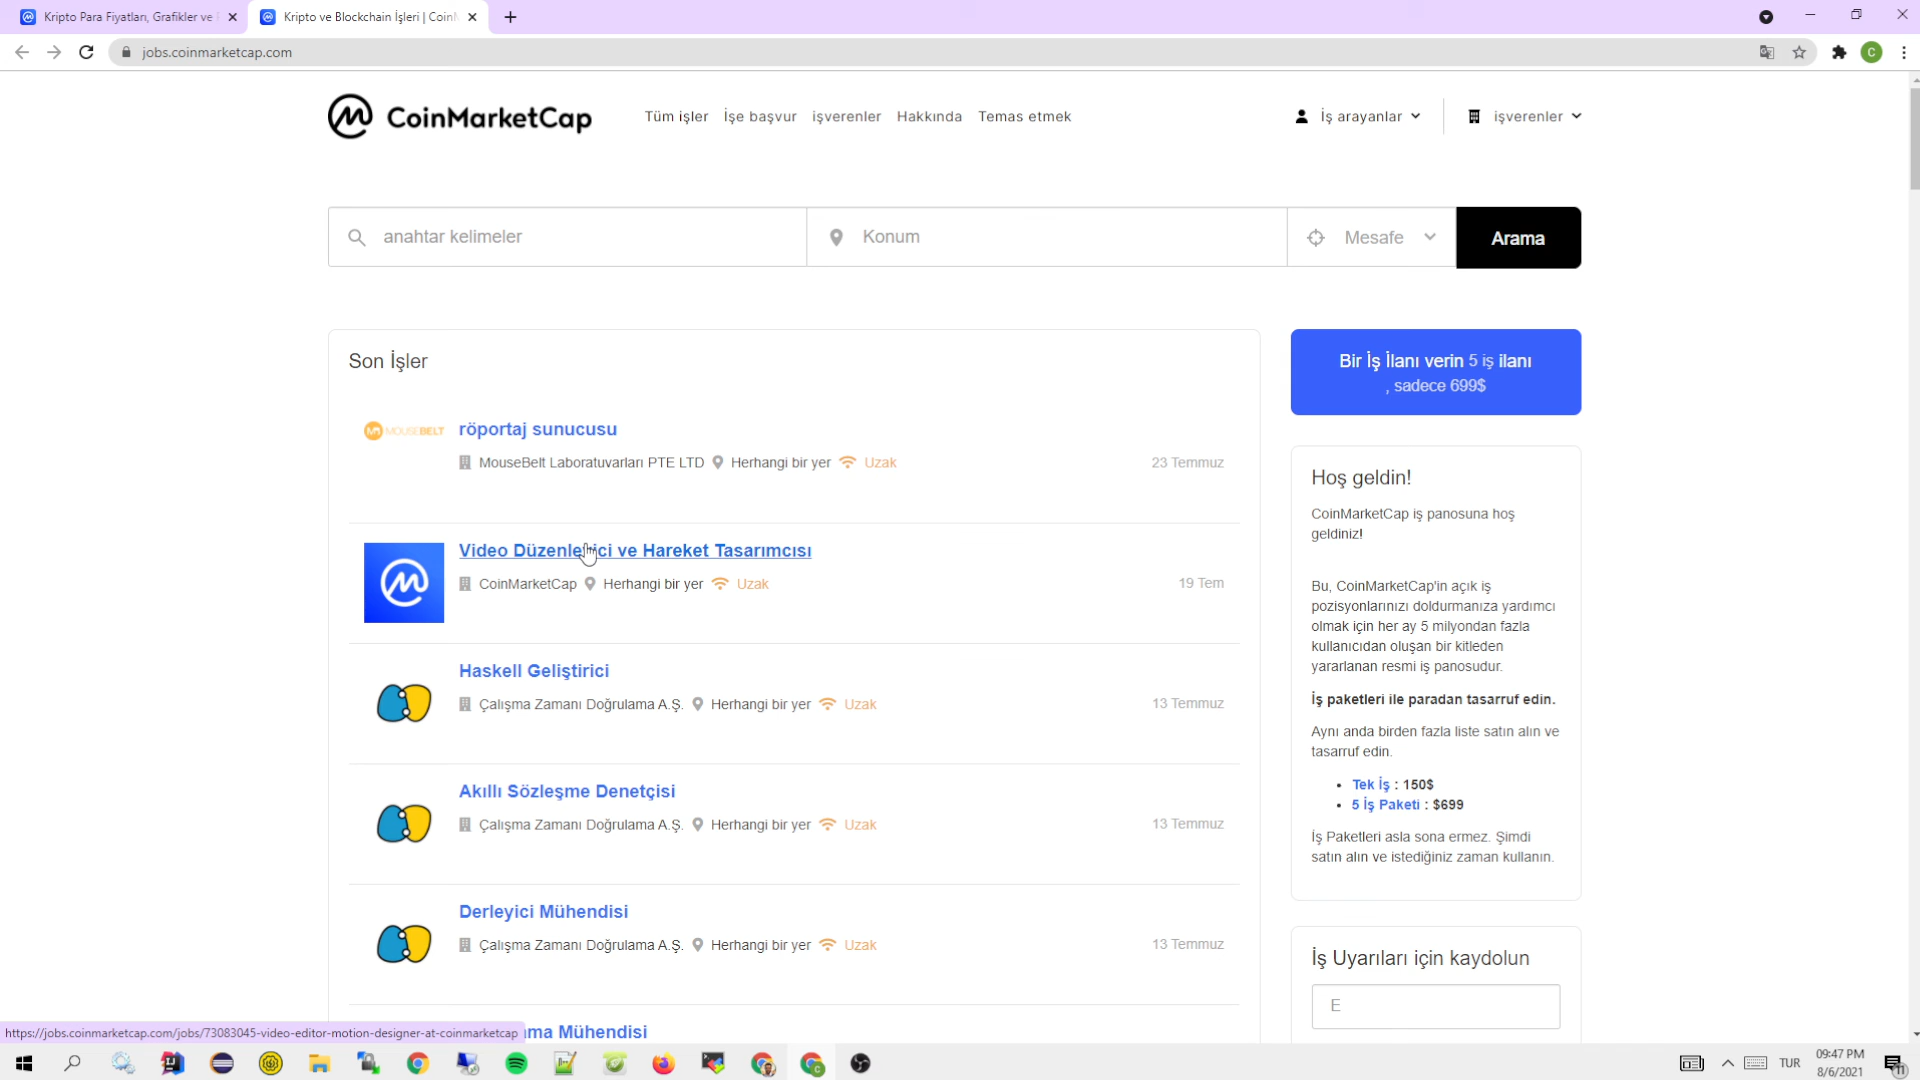 Kripto Para Fiyatları, Grafikler ve
Kripto ve Blockchain İşleri | Coin
jobs.coinmarketcap.com
C
CoinMarketCap
Tüm işler İşe başvur işverenler Hakkında Temas etmek
İş arayanlar
işverenler
anahtar kelimeler
Konum
Mesafe
Arama
Son İşler
MOUSEBELT
röportaj sunucusu
MouseBelt Laboratuvarları PTE LTD Herhangi bir yer Uzak
23 Temmuz
Video Düzenleyici ve Hareket Tasarımcısı
CoinMarketCap Herhangi bir yer Uzak
19 Tem
Haskell Geliştirici
Çalışma Zamanı Doğrulama A.Ş. Herhangi bir yer Uzak
13 Temmuz
Akıllı Sözleşme Denetçisi
Çalışma Zamanı Doğrulama A.Ş. Herhangi bir yer Uzak
13 Temmuz
Derleyici Mühendisi
Çalışma Zamanı Doğrulama A.Ş. Herhangi bir yer Uzak
13 Temmuz
ma Mühendisi
Bir İş İlanı verin 5 iş ilanı
, sadece 699$
Hoş geldin!
CoinMarketCap iş panosuna hoş
geldiniz!
Bu, CoinMarketCap'in açık iş
pozisyonlarınızı doldurmanıza yardımcı
olmak için her ay 5 milyondan fazla
kullanıcıdan oluşan bir kitleden
yararlanan resmi iş panosudur.
İş paketleri ile paradan tasarruf edin.
Aynı anda birden fazla liste satın alın ve
tasarruf edin.
• Tek İş : 150$
• 5 İş Paketi : $699
İş Paketleri asla sona ermez. Şimdi
satın alın ve istediğiniz zaman kullanın.
İş Uyarıları için kaydolun
E
https://jobs.coinmarketcap.com/jobs/73083045-video-editor-motion-designer-at-coinmarketcap
TUR
09:47 PM
8/6/2021
11